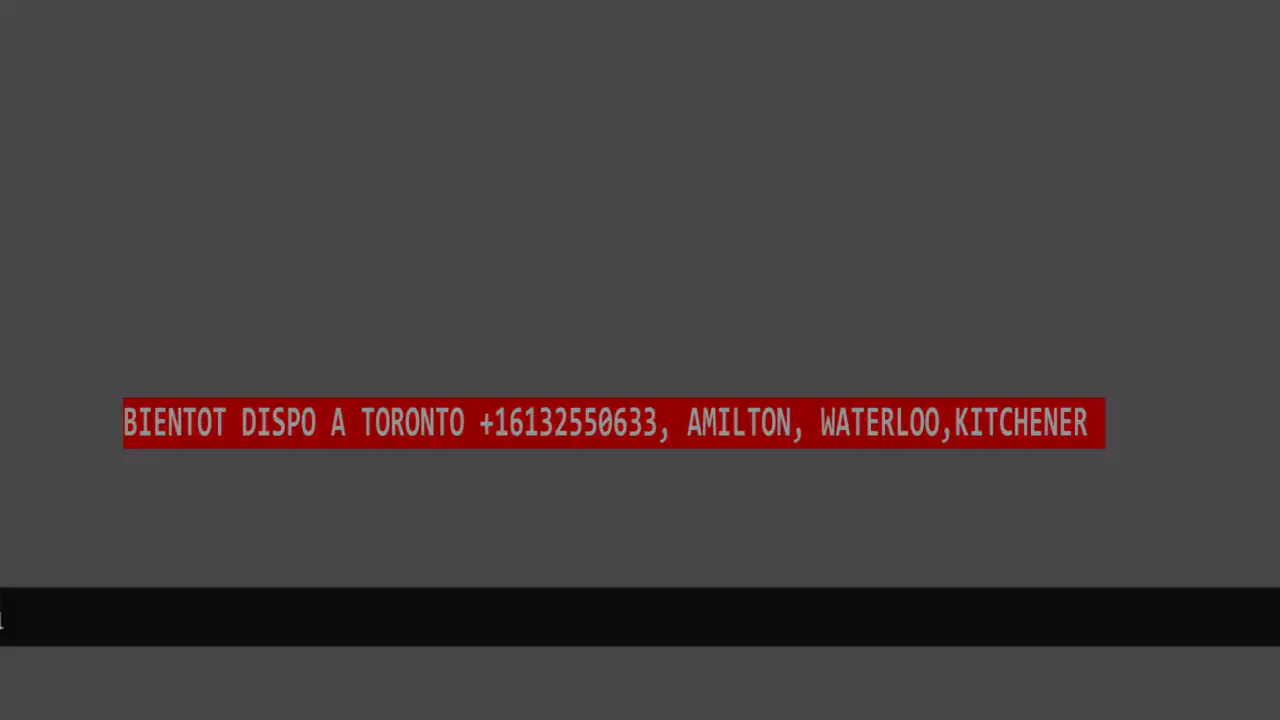 BIENTOT DISPO A TORONTO +16132550633, AMILTON, WATERLOO,KITCHENER